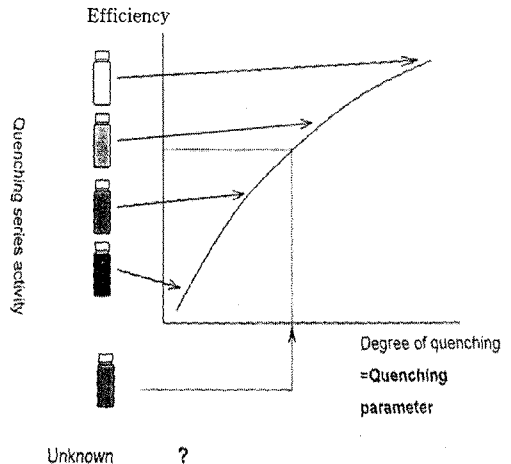 Efficiency
Quenching series activity
Degree of quenching
=Quenching
parameter
Unknown ?